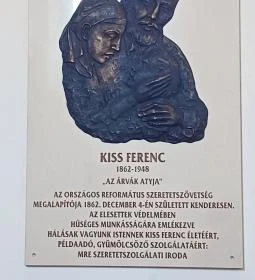 KISS FERENC
1862-1948
„AZ ÁRVÁK ATYJA"
AZ ORSZÁGOS REFORMÁTUS SZERETETSZÖVETSÉG
MEGALAPÍTÓJA 1862. DECEMBER 4-ÉN SZÜLETETT KENDERESEN.
AZ ELESETTEK VÉDELMÉBEN
HŰSÉGES MUNKÁSSÁGÁRA EMLÉKEZVE
HÁLÁSAK VAGYUNK ISTENNEK KISS FERENC ÉLETÉÉRT,
PÉLDAADÓ, GYÜMÖLCSÖZŐ SZOLGÁLATÁÉRT:
MRE SZERETETSZOLGÁLATI IRODA